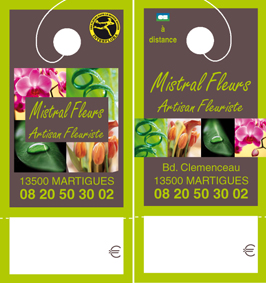 INTERFLORA
Mistral Fleurs
Artisan Fleuriste
13500 MARTIGUES
08 20 50 30 02
€
à
distance
Mistral Fleurs
Artisan Fleuriste
Bd. Clemenceau
13500 MARTIGUES
08 20 50 30 02
€